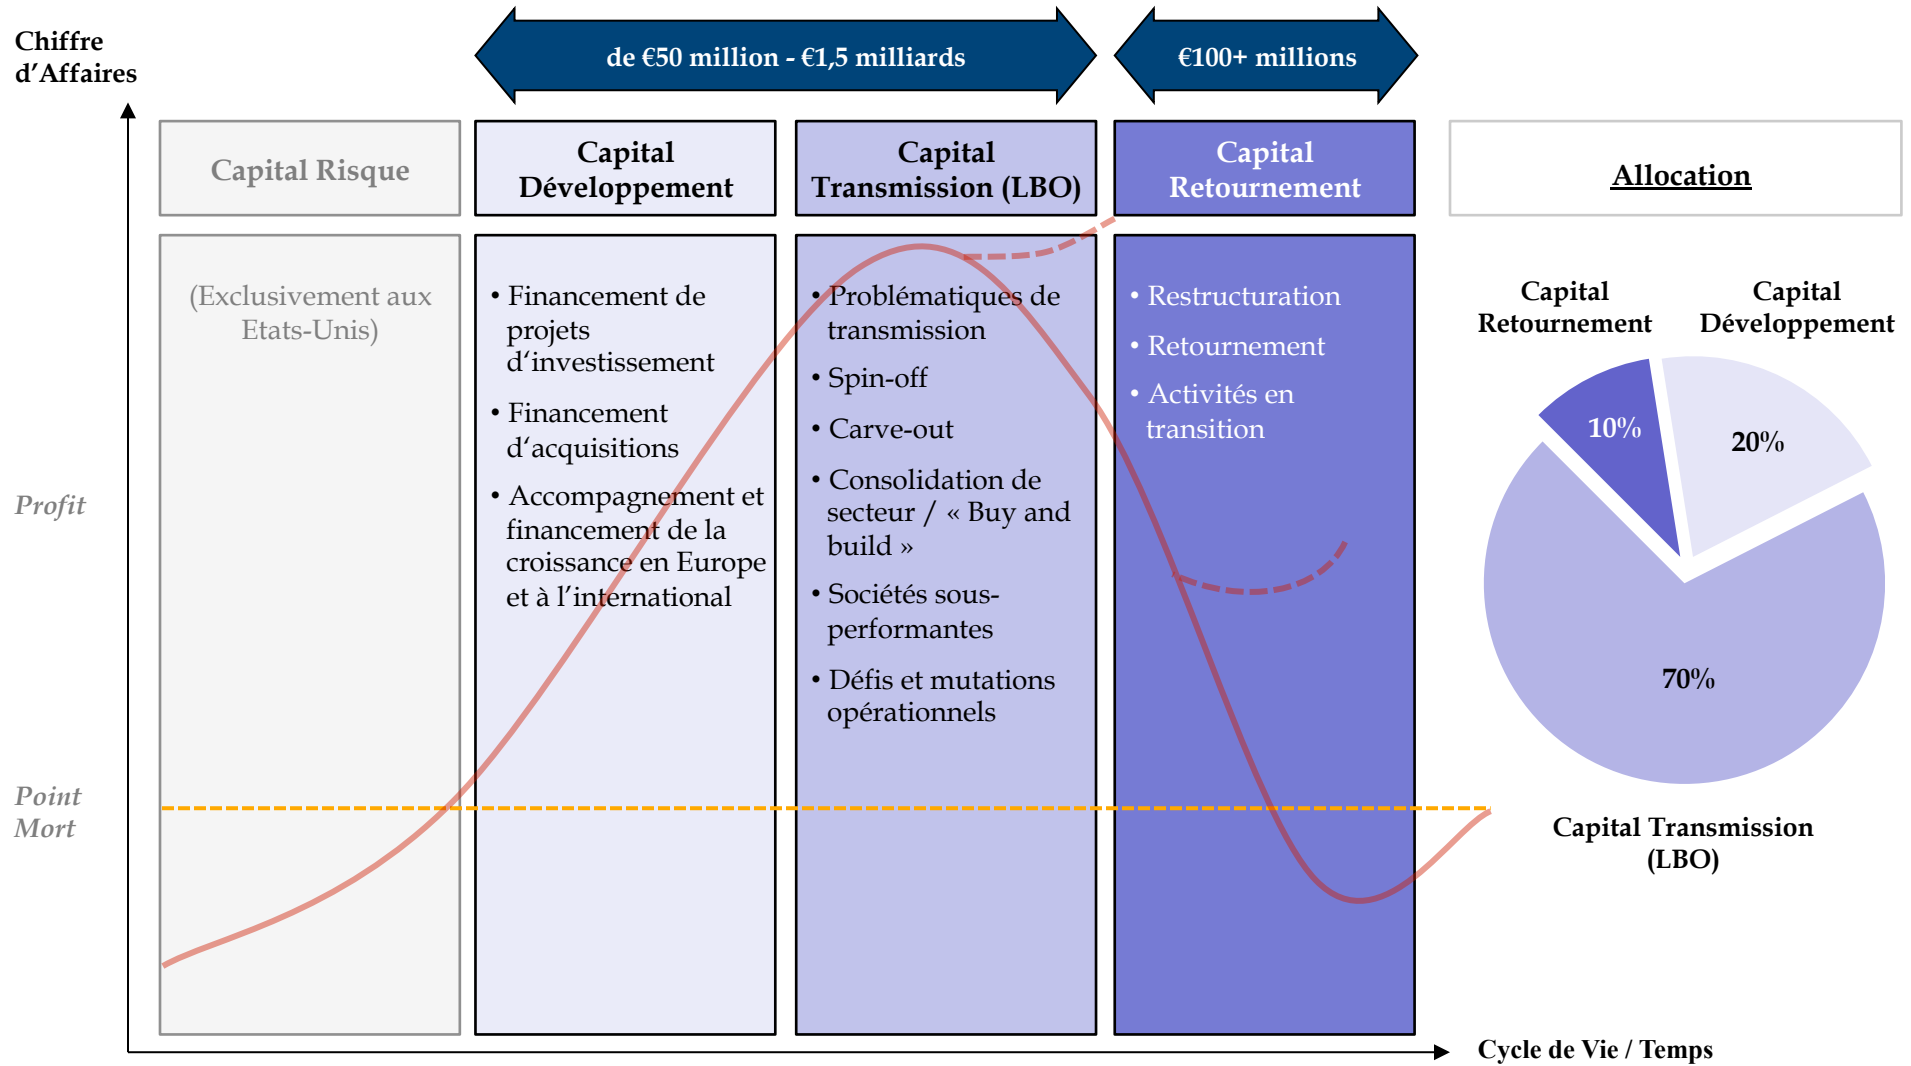 Chiffre
d’Affaires
de €50 million - €1,5 milliards
€100+ millions
Capital Risque
Capital
Développement
Capital
Transmission (LBO)
Capital
Retournement
Allocation
(Exclusivement aux
Etats-Unis)
• Financement de
projets
d‘investissement
• Financement
d‘acquisitions
• Accompagnement et
financement de la
croissance en Europe
et à l’international
• Problématiques de
transmission
• Spin-off
• Carve-out
• Consolidation de
secteur / « Buy and
build »
• Sociétés sous-
performantes
• Défis et mutations
opérationnels
• Restructuration
• Retournement
• Activités en
transition
Capital
Retournement
Capital
Développement
10%
20%
70%
Capital Transmission
(LBO)
Profit
Point
Mort
Cycle de Vie / Temps